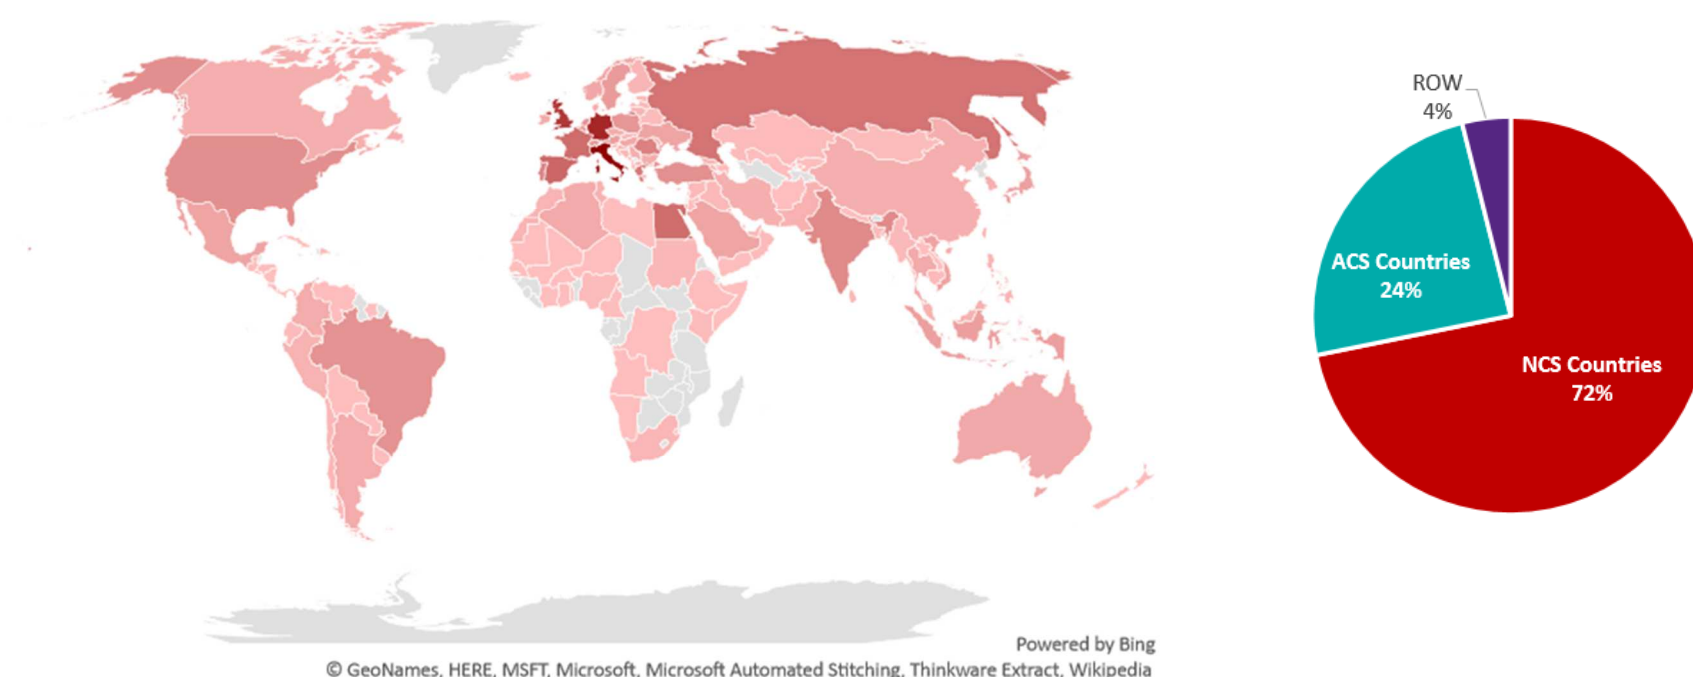 ROW
4%
ACS Countries
24%
NCS Countries
72%
Powered by Bing
© GeoNames, HERE, MSFT, Microsoft, Microsoft Automated Stitching, Thinkware Extract, Wikipedia